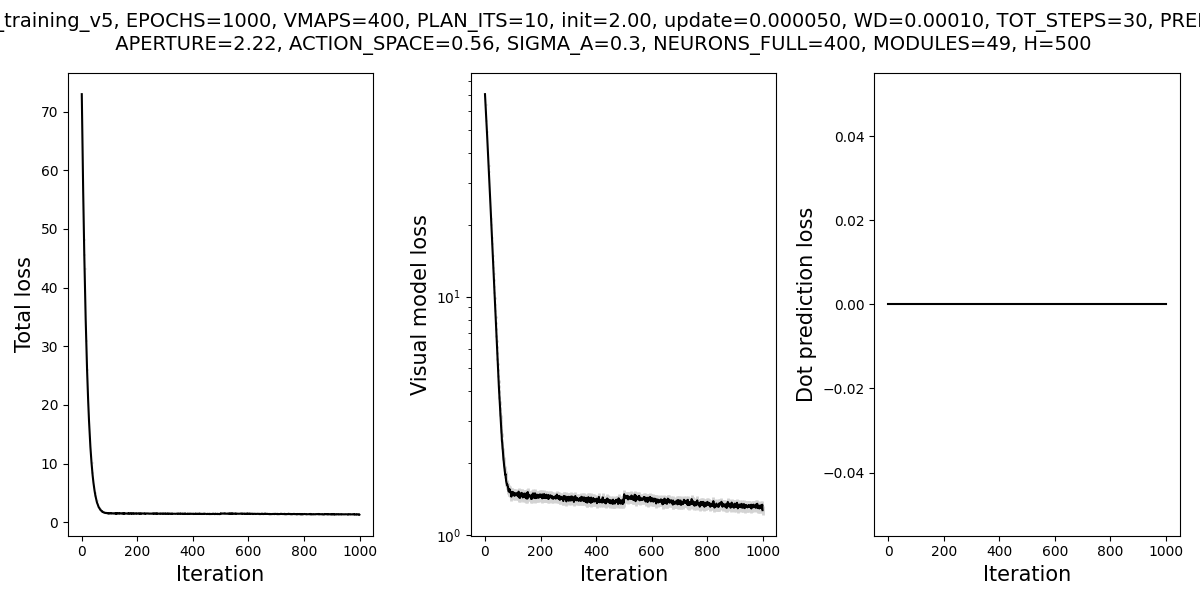 _training_v5, EPOCHS=1000, VMAPS=400, PLAN_ITS=10, init=2.00, update=0.000050, WD=0.00010, TOT_STEPS=30, PRE
APERTURE=2.22, ACTION_SPACE=0.56, SIGMA_A=0.3, NEURONS_FULL=400, MODULES=49, H=500
Total loss
70
60
50
40
30
20
10
0
0 200 400 600 800 1000
Iteration
Visual model loss
10¹
10⁰
0 200 400 600 800 1000
Iteration
Dot prediction loss
0.04
0.02
0.00
−0.02
−0.04
0 200 400 600 800 1000
Iteration